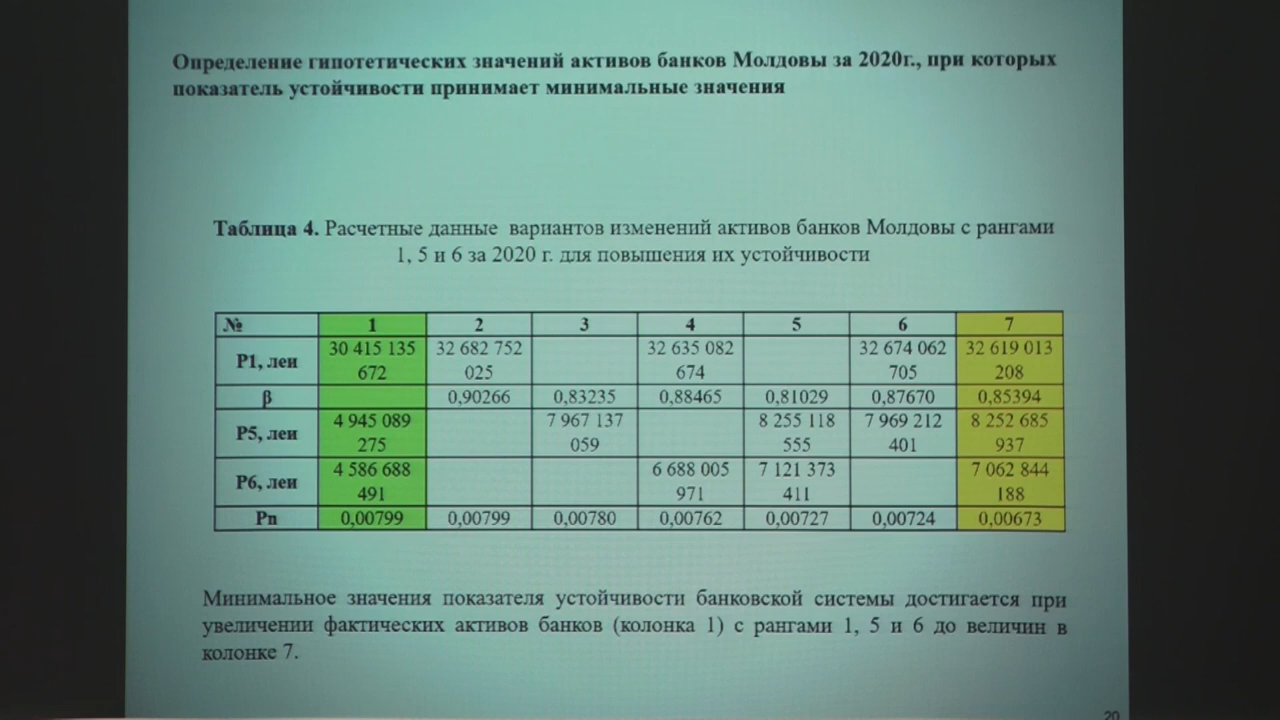 Определение гипотетических значений активов банков Молдовы за 2020г., при которых
показатель устойчивости принимает минимальные значения
Таблица 4. Расчетные данные вариантов изменений активов банков Молдовы с рангами
1, 5 и 6 за 2020 г. для повышения их устойчивости
№ 1 2 3 4 5 6 7
Р1, леи 30 415 135 672 32 682 752 025 32 635 082 674 32 674 062 705 32 619 013 208
β 0,90266 0,83235 0,88465 0,81029 0,87670 0,85394
Р5, леи 4 945 089 275 7 967 137 059 8 255 118 555 7 969 212 401 8 252 685 937
Р6, леи 4 586 688 491 6 688 005 971 7 121 373 411 7 062 844 188
Рn 0,00799 0,00799 0,00780 0,00762 0,00727 0,00724 0,00673
Минимальное значения показателя устойчивости банковской системы достигается при
увеличении фактических активов банков (колонка 1) с рангами 1, 5 и 6 до величин в
колонке 7.
20